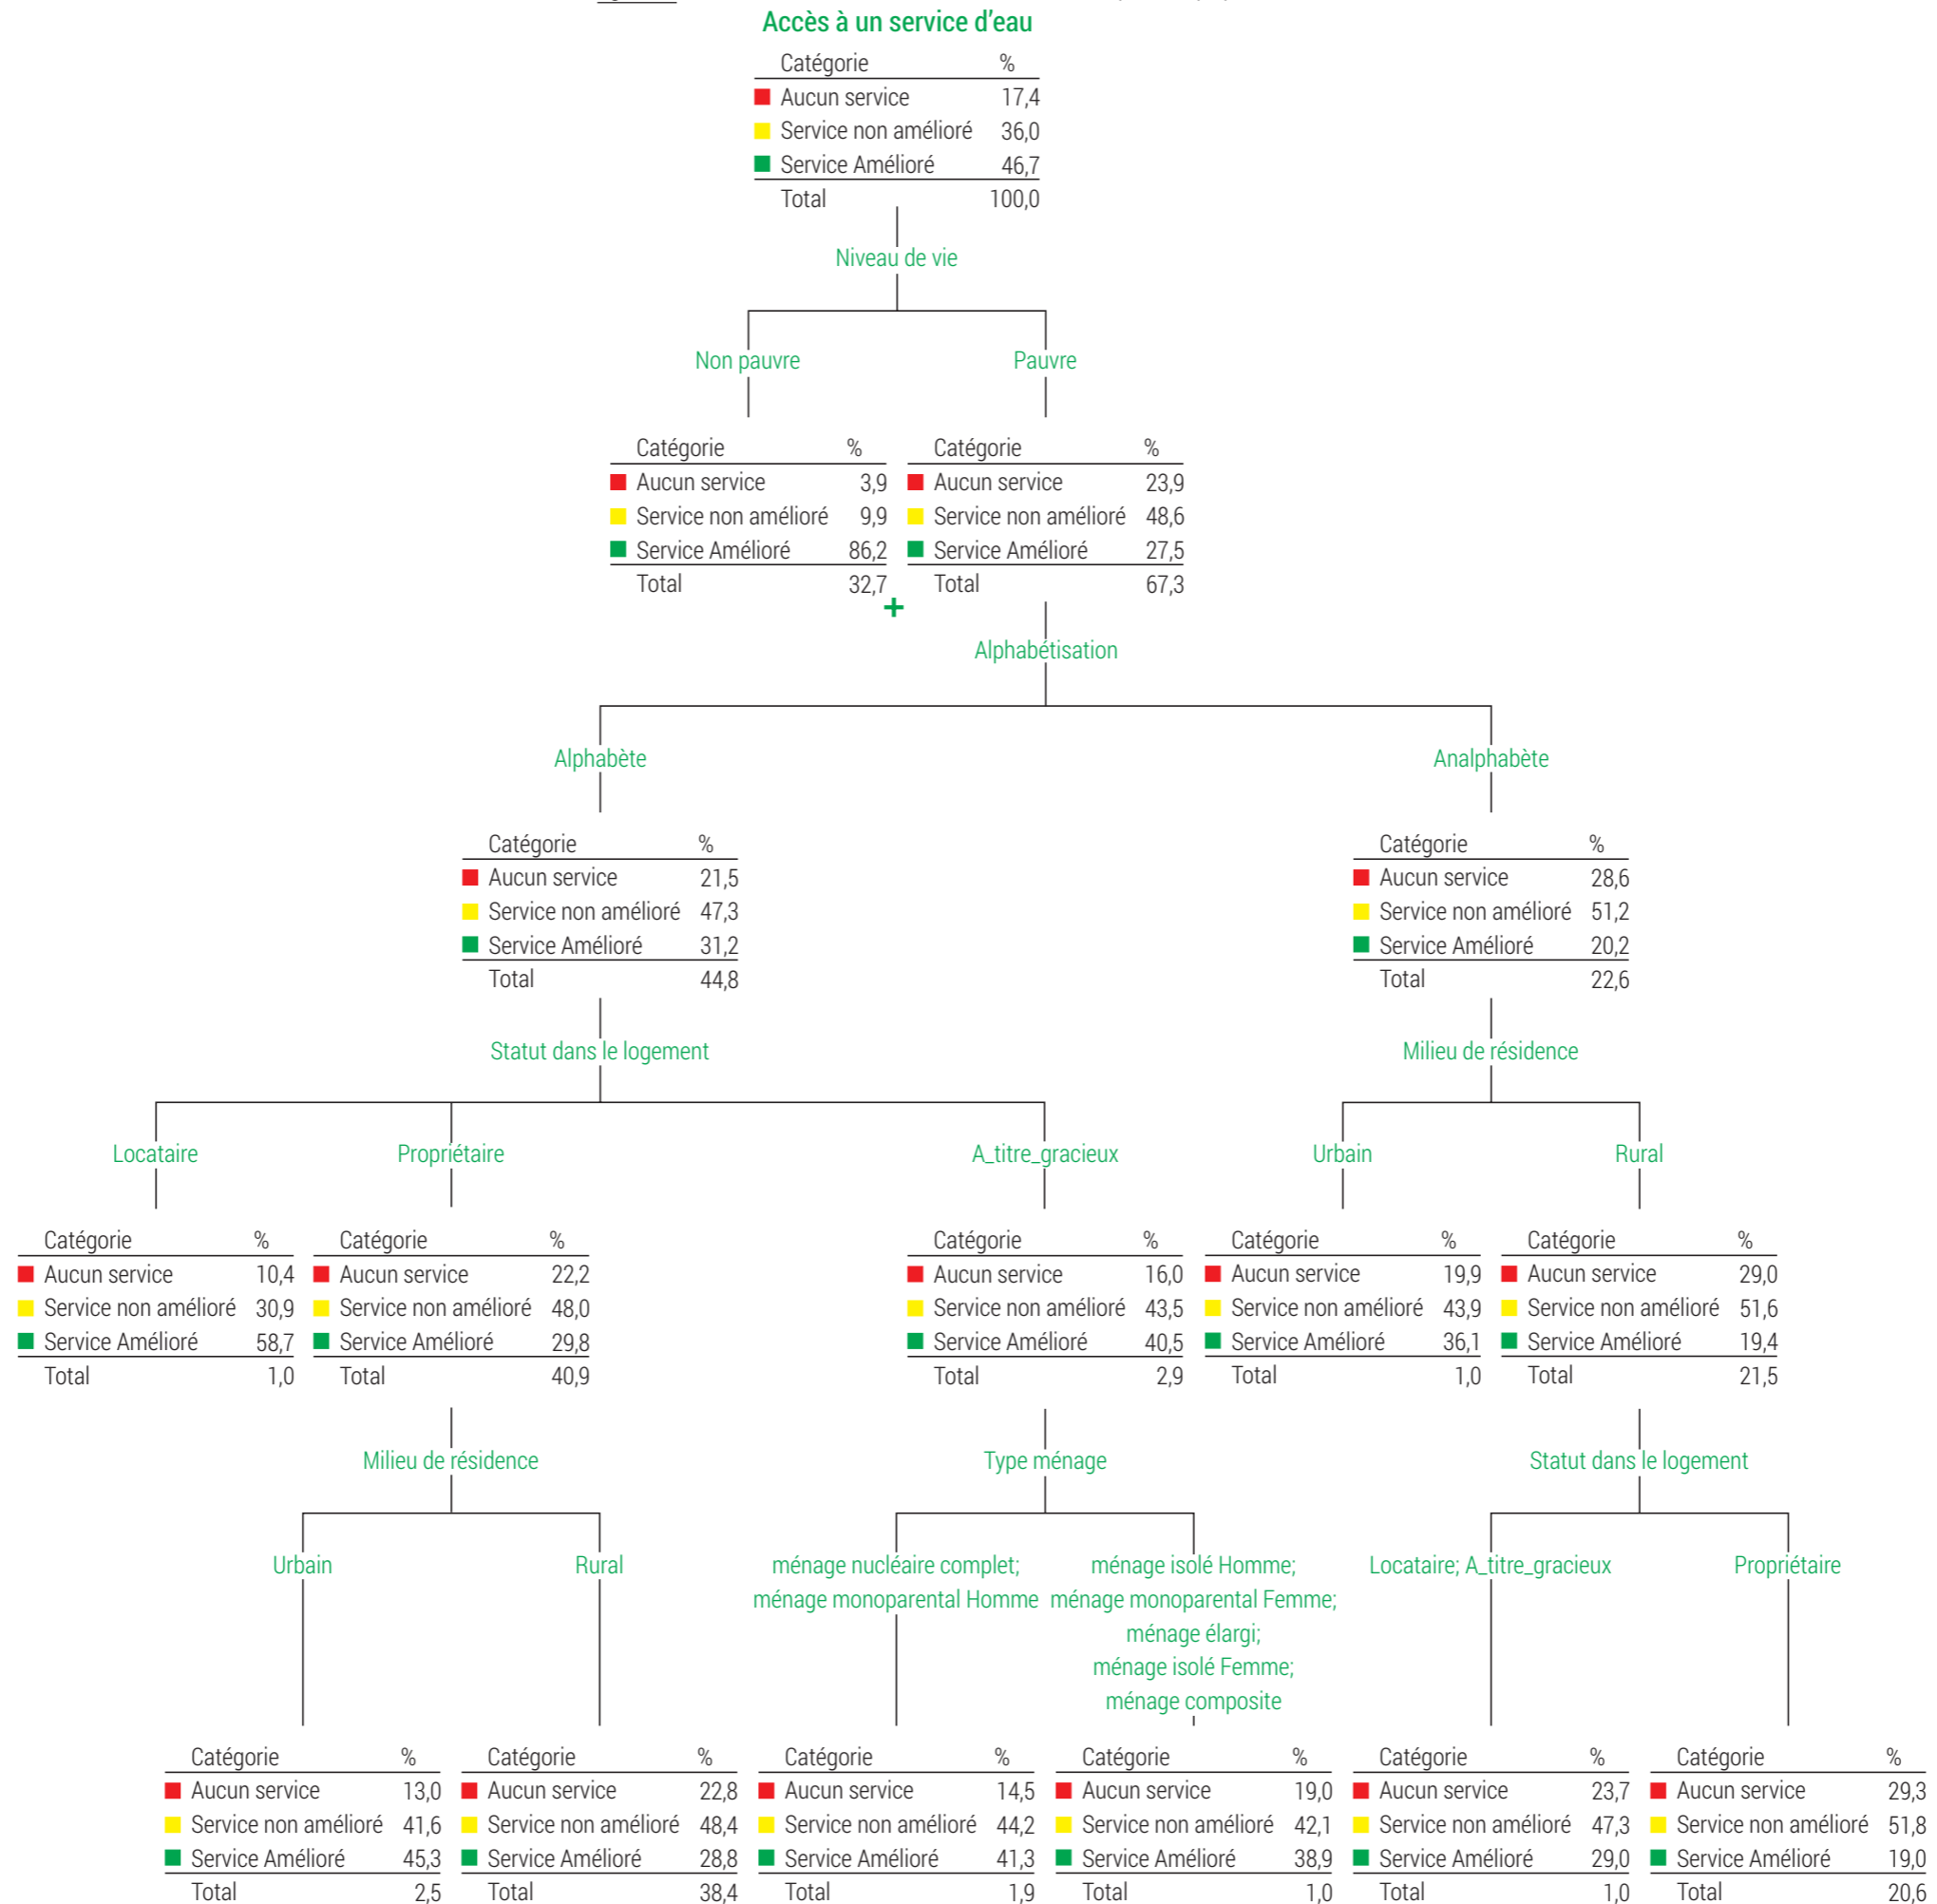 Accès à un service d'eau
Catégorie %
Aucun service 17,4
Service non amélioré 36,0
Service Amélioré 46,7
Total 100,0
Niveau de vie
Non pauvre
Catégorie %
Aucun service 3,9
Service non amélioré 9,9
Service Amélioré 86,2
Total 32,7
+
Pauvre
Catégorie %
Aucun service 23,9
Service non amélioré 48,6
Service Amélioré 27,5
Total 67,3
Alphabétisation
Alphabète
Catégorie %
Aucun service 21,5
Service non amélioré 47,3
Service Amélioré 31,2
Total 44,8
Analphabète
Catégorie %
Aucun service 28,6
Service non amélioré 51,2
Service Amélioré 20,2
Total 22,6
Statut dans le logement
Milieu de résidence
Locataire
Catégorie %
Aucun service 10,4
Service non amélioré 30,9
Service Amélioré 58,7
Total 1,0
Propriétaire
Catégorie %
Aucun service 22,2
Service non amélioré 48,0
Service Amélioré 29,8
Total 40,9
A_titre_gracieux
Catégorie %
Aucun service 16,0
Service non amélioré 43,5
Service Amélioré 40,5
Total 2,9
Urbain
Catégorie %
Aucun service 19,9
Service non amélioré 43,9
Service Amélioré 36,1
Total 1,0
Rural
Catégorie %
Aucun service 29,0
Service non amélioré 51,6
Service Amélioré 19,4
Total 21,5
Milieu de résidence
Type ménage
Statut dans le logement
Urbain
Catégorie %
Aucun service 13,0
Service non amélioré 41,6
Service Amélioré 45,3
Total 2,5
Rural
Catégorie %
Aucun service 22,8
Service non amélioré 48,4
Service Amélioré 28,8
Total 38,4
ménage nucléaire complet;
ménage monoparental Homme
Catégorie %
Aucun service 14,5
Service non amélioré 44,2
Service Amélioré 41,3
Total 1,9
ménage isolé Homme;
ménage monoparental Femme;
ménage élargi;
ménage isolé Femme;
ménage composite
Catégorie %
Aucun service 19,0
Service non amélioré 42,1
Service Amélioré 38,9
Total 1,0
Locataire; A_titre_gracieux
Catégorie %
Aucun service 23,7
Service non amélioré 47,3
Service Amélioré 29,0
Total 1,0
Propriétaire
Catégorie %
Aucun service 29,3
Service non amélioré 51,8
Service Amélioré 19,0
Total 20,6